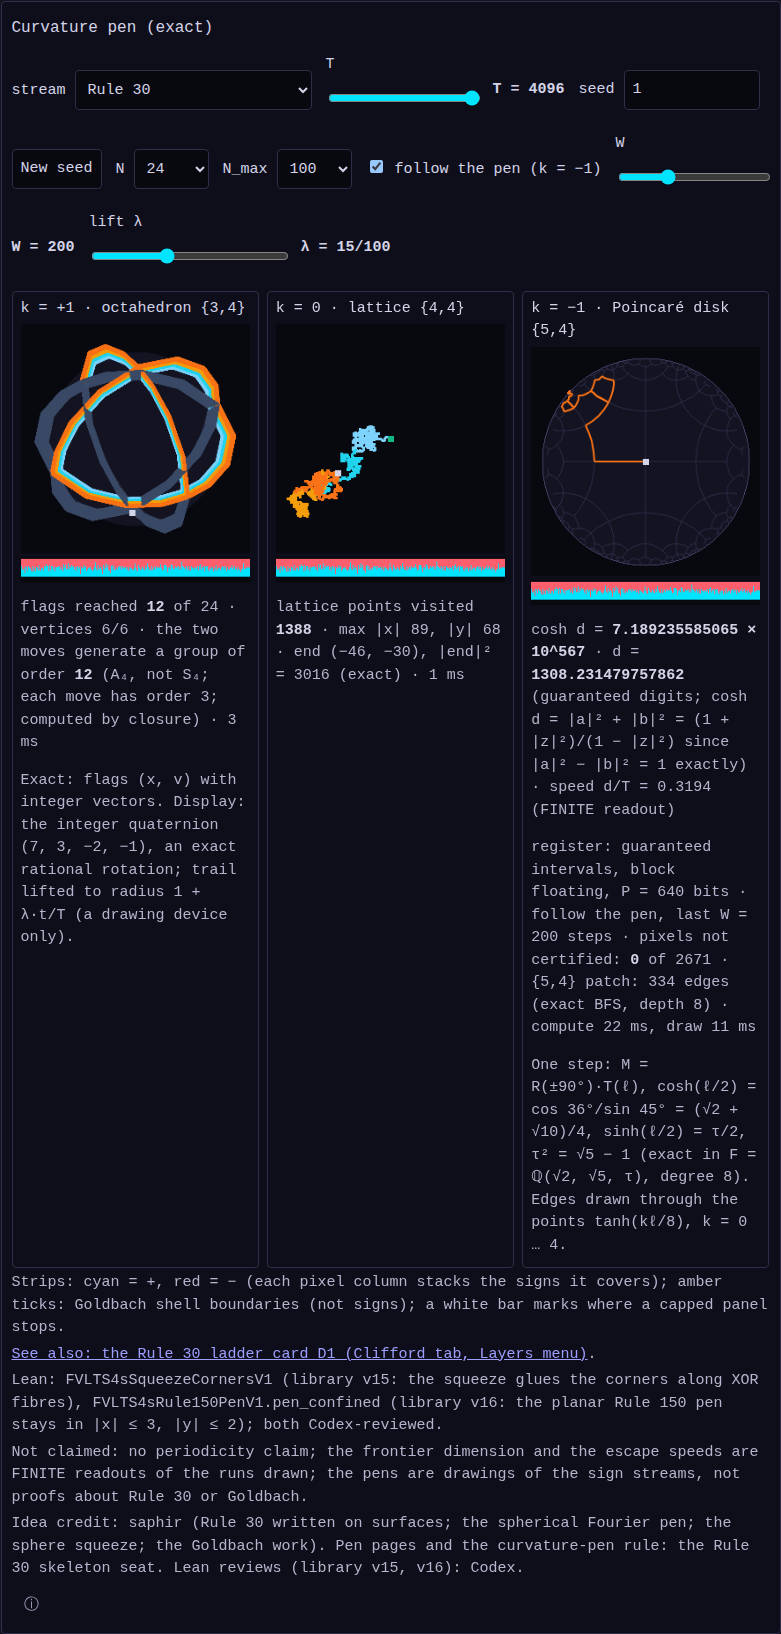 Curvature pen (exact)
T
stream Rule 30 T = 4096 seed 1
W
New seed N 24 N_max 100 follow the pen (k = −1)
lift λ
W = 200 λ = 15/100
k = +1 · octahedron {3,4}
flags reached 12 of 24 ·
vertices 6/6 · the two
moves generate a group of
order 12 (A₄, not S₄;
each move has order 3;
computed by closure) · 3
ms
Exact: flags (x, v) with
integer vectors. Display:
the integer quaternion
(7, 3, −2, −1), an exact
rational rotation; trail
lifted to radius 1 +
λ·t/T (a drawing device
only).
k = 0 · lattice {4,4}
lattice points visited
1388 · max |x| 89, |y| 68
· end (−46, −30), |end|²
= 3016 (exact) · 1 ms
k = −1 · Poincaré disk
{5,4}
cosh d = 7.189235585065 ×
10^567 · d =
1308.231479757862
(guaranteed digits; cosh
d = |a|² + |b|² = (1 +
|z|²)/(1 − |z|²) since
|a|² − |b|² = 1 exactly)
· speed d/T = 0.3194
(FINITE readout)
register: guaranteed
intervals, block
floating, P = 640 bits ·
follow the pen, last W =
200 steps · pixels not
certified: 0 of 2671 ·
{5,4} patch: 334 edges
(exact BFS, depth 8) ·
compute 22 ms, draw 11 ms
One step: M =
R(±90°)·T(ℓ), cosh(ℓ/2) =
cos 36°/sin 45° = (√2 +
√10)/4, sinh(ℓ/2) = τ/2,
τ² = √5 − 1 (exact in F =
ℚ(√2, √5, τ), degree 8).
Edges drawn through the
points tanh(kℓ/8), k = 0
… 4.
Strips: cyan = +, red = − (each pixel column stacks the signs it covers); amber
ticks: Goldbach shell boundaries (not signs); a white bar marks where a capped panel
stops.
See also: the Rule 30 ladder card D1 (Clifford tab, Layers menu).
Lean: FVLTS4sSqueezeCornersV1 (library v15: the squeeze glues the corners along XOR
fibres), FVLTS4sRule150PenV1.pen_confined (library v16: the planar Rule 150 pen
stays in |x| ≤ 3, |y| ≤ 2); both Codex-reviewed.
Not claimed: no periodicity claim; the frontier dimension and the escape speeds are
FINITE readouts of the runs drawn; the pens are drawings of the sign streams, not
proofs about Rule 30 or Goldbach.
Idea credit: saphir (Rule 30 written on surfaces; the spherical Fourier pen; the
sphere squeeze; the Goldbach work). Pen pages and the curvature-pen rule: the Rule
30 skeleton seat. Lean reviews (library v15, v16): Codex.
ⓘ